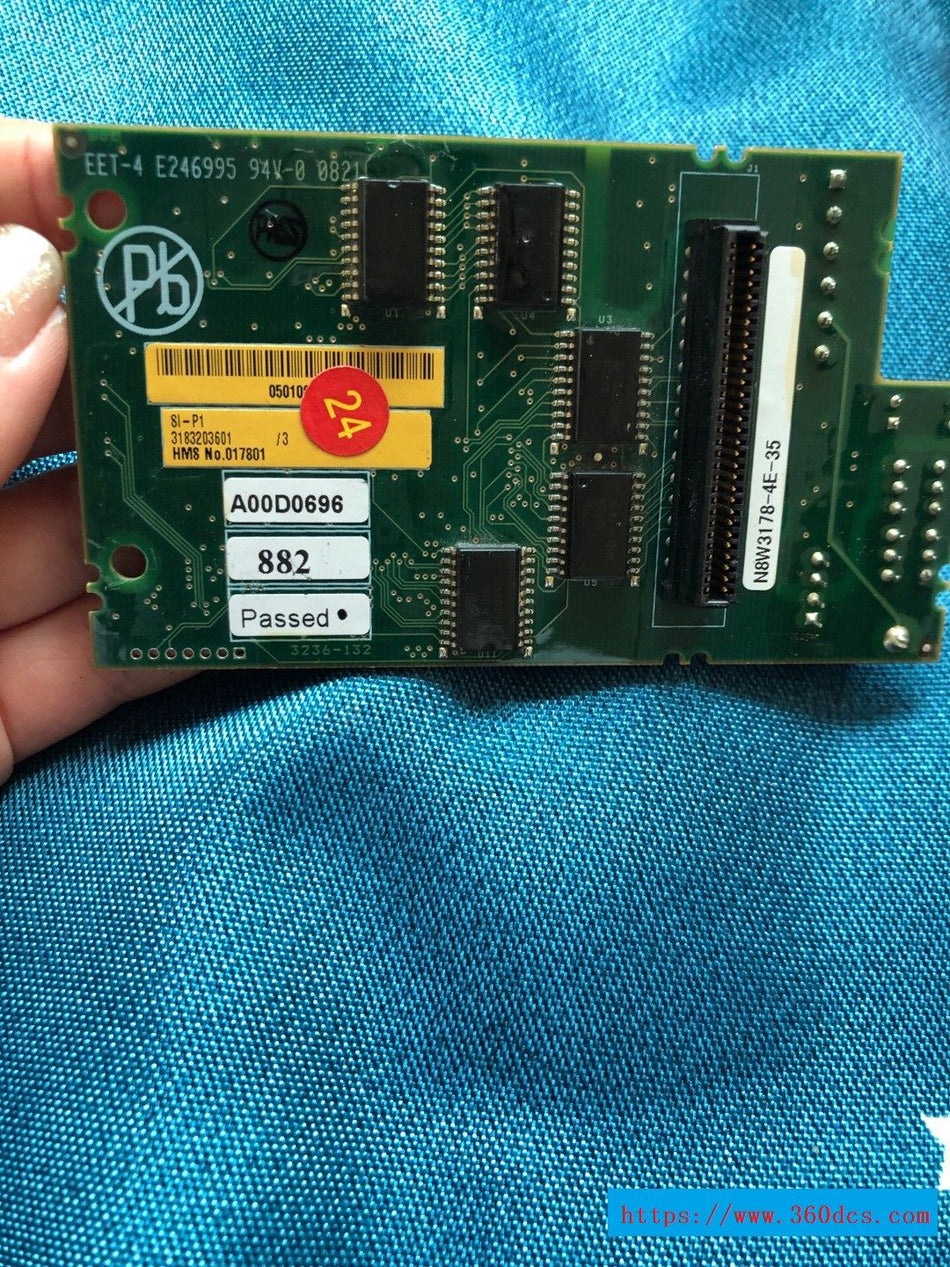 EET-4 E246995 94V-0 0821
J1
PASS
Pb
U1
U4
U3
05010
24
SI-P1
3183203601 /3
HMS No.017801
A00D0696
N8W3178-4E-35
882
U5
Passed
3236-132
https://www.360dcs.com